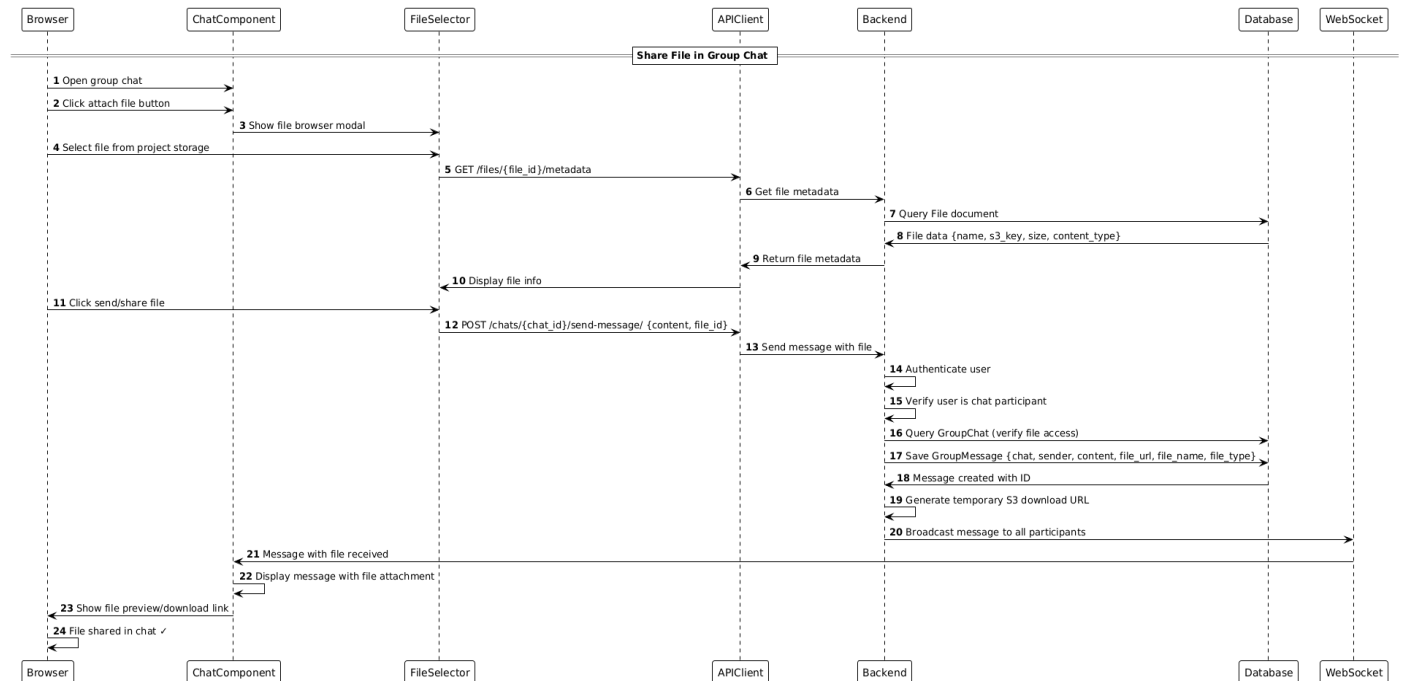 Browser ChatComponent FileSelector APIClient Backend Database WebSocket
Share File in Group Chat
1 Open group chat
2 Click attach file button
3 Show file browser modal
4 Select file from project storage
5 GET /files/{file_id}/metadata
6 Get file metadata
7 Query File document
8 File data {name, s3_key, size, content_type}
9 Return file metadata
10 Display file info
11 Click send/share file
12 POST /chats/{chat_id}/send-message/ {content, file_id}
13 Send message with file
14 Authenticate user
15 Verify user is chat participant
16 Query GroupChat (verify file access)
17 Save GroupMessage {chat, sender, content, file_url, file_name, file_type}
18 Message created with ID
19 Generate temporary S3 download URL
20 Broadcast message to all participants
21 Message with file received
22 Display message with file attachment
23 Show file preview/download link
24 File shared in chat ✓
Browser ChatComponent FileSelector APIClient Backend Database WebSocket